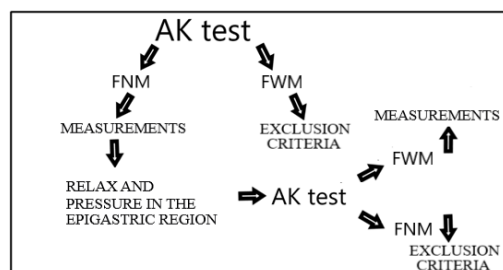 AK test
FNM
FWM
MEASUREMENTS
EXCLUSION
CRITERIA
RELAX AND
PRESSURE IN THE
EPIGASTRIC REGION
AK test
MEASUREMENTS
FWM
FNM
EXCLUSION
CRITERIA